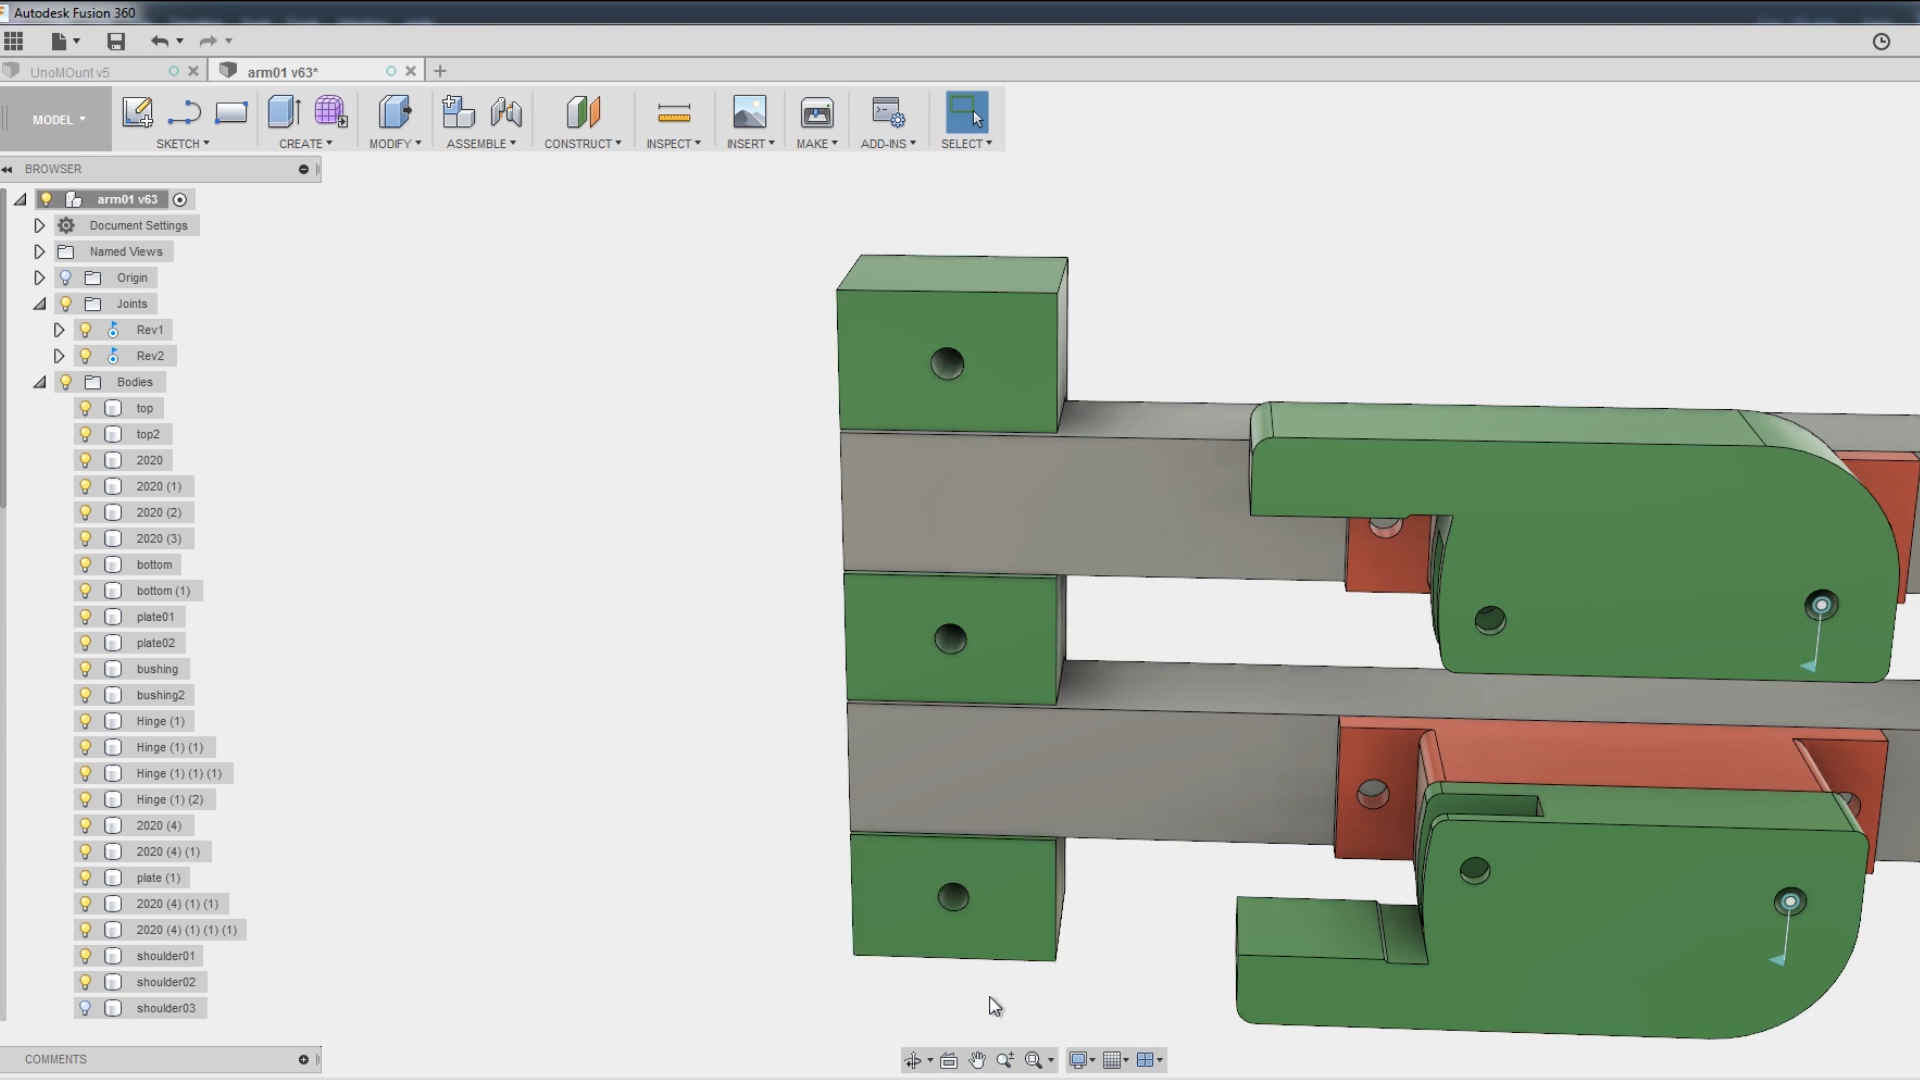 Autodesk Fusion 360
UnoMOunt v5
arm01 v63*
MODEL
SKETCH
CREATE
MODIFY
ASSEMBLE
CONSTRUCT
INSPECT
INSERT
MAKE
ADD-INS
SELECT
BROWSER
arm01 v63
Document Settings
Named Views
Origin
Joints
Rev1
Rev2
Bodies
top
top2
2020
2020 (1)
2020 (2)
2020 (3)
bottom
bottom (1)
plate01
plate02
bushing
bushing2
Hinge (1)
Hinge (1) (1)
Hinge (1) (1) (1)
Hinge (1) (2)
2020 (4)
2020 (4) (1)
plate (1)
2020 (4) (1) (1)
2020 (4) (1) (1) (1)
shoulder01
shoulder02
shoulder03
COMMENTS